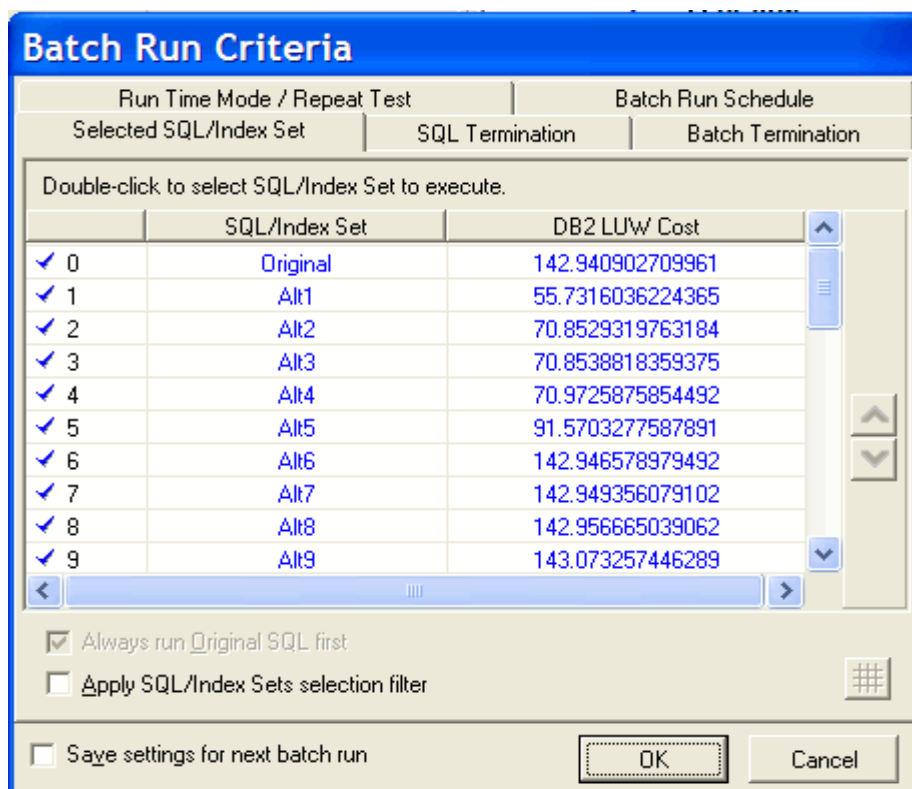 Batch Run Criteria
Run Time Mode / Repeat Test Batch Run Schedule
Selected SQL/Index Set SQL Termination Batch Termination
Double-click to select SQL/Index Set to execute.
SQL/Index Set DB2 LUW Cost
0 Original 142.940902709961
1 Alt1 55.7316036224365
2 Alt2 70.8529319763184
3 Alt3 70.8538818359375
4 Alt4 70.9725875854492
5 Alt5 91.5703277587891
6 Alt6 142.946578979492
7 Alt7 142.949356079102
8 Alt8 142.956665039062
9 Alt9 143.073257446289
Always run Original SQL first
Apply SQL/Index Sets selection filter
Save settings for next batch run OK Cancel